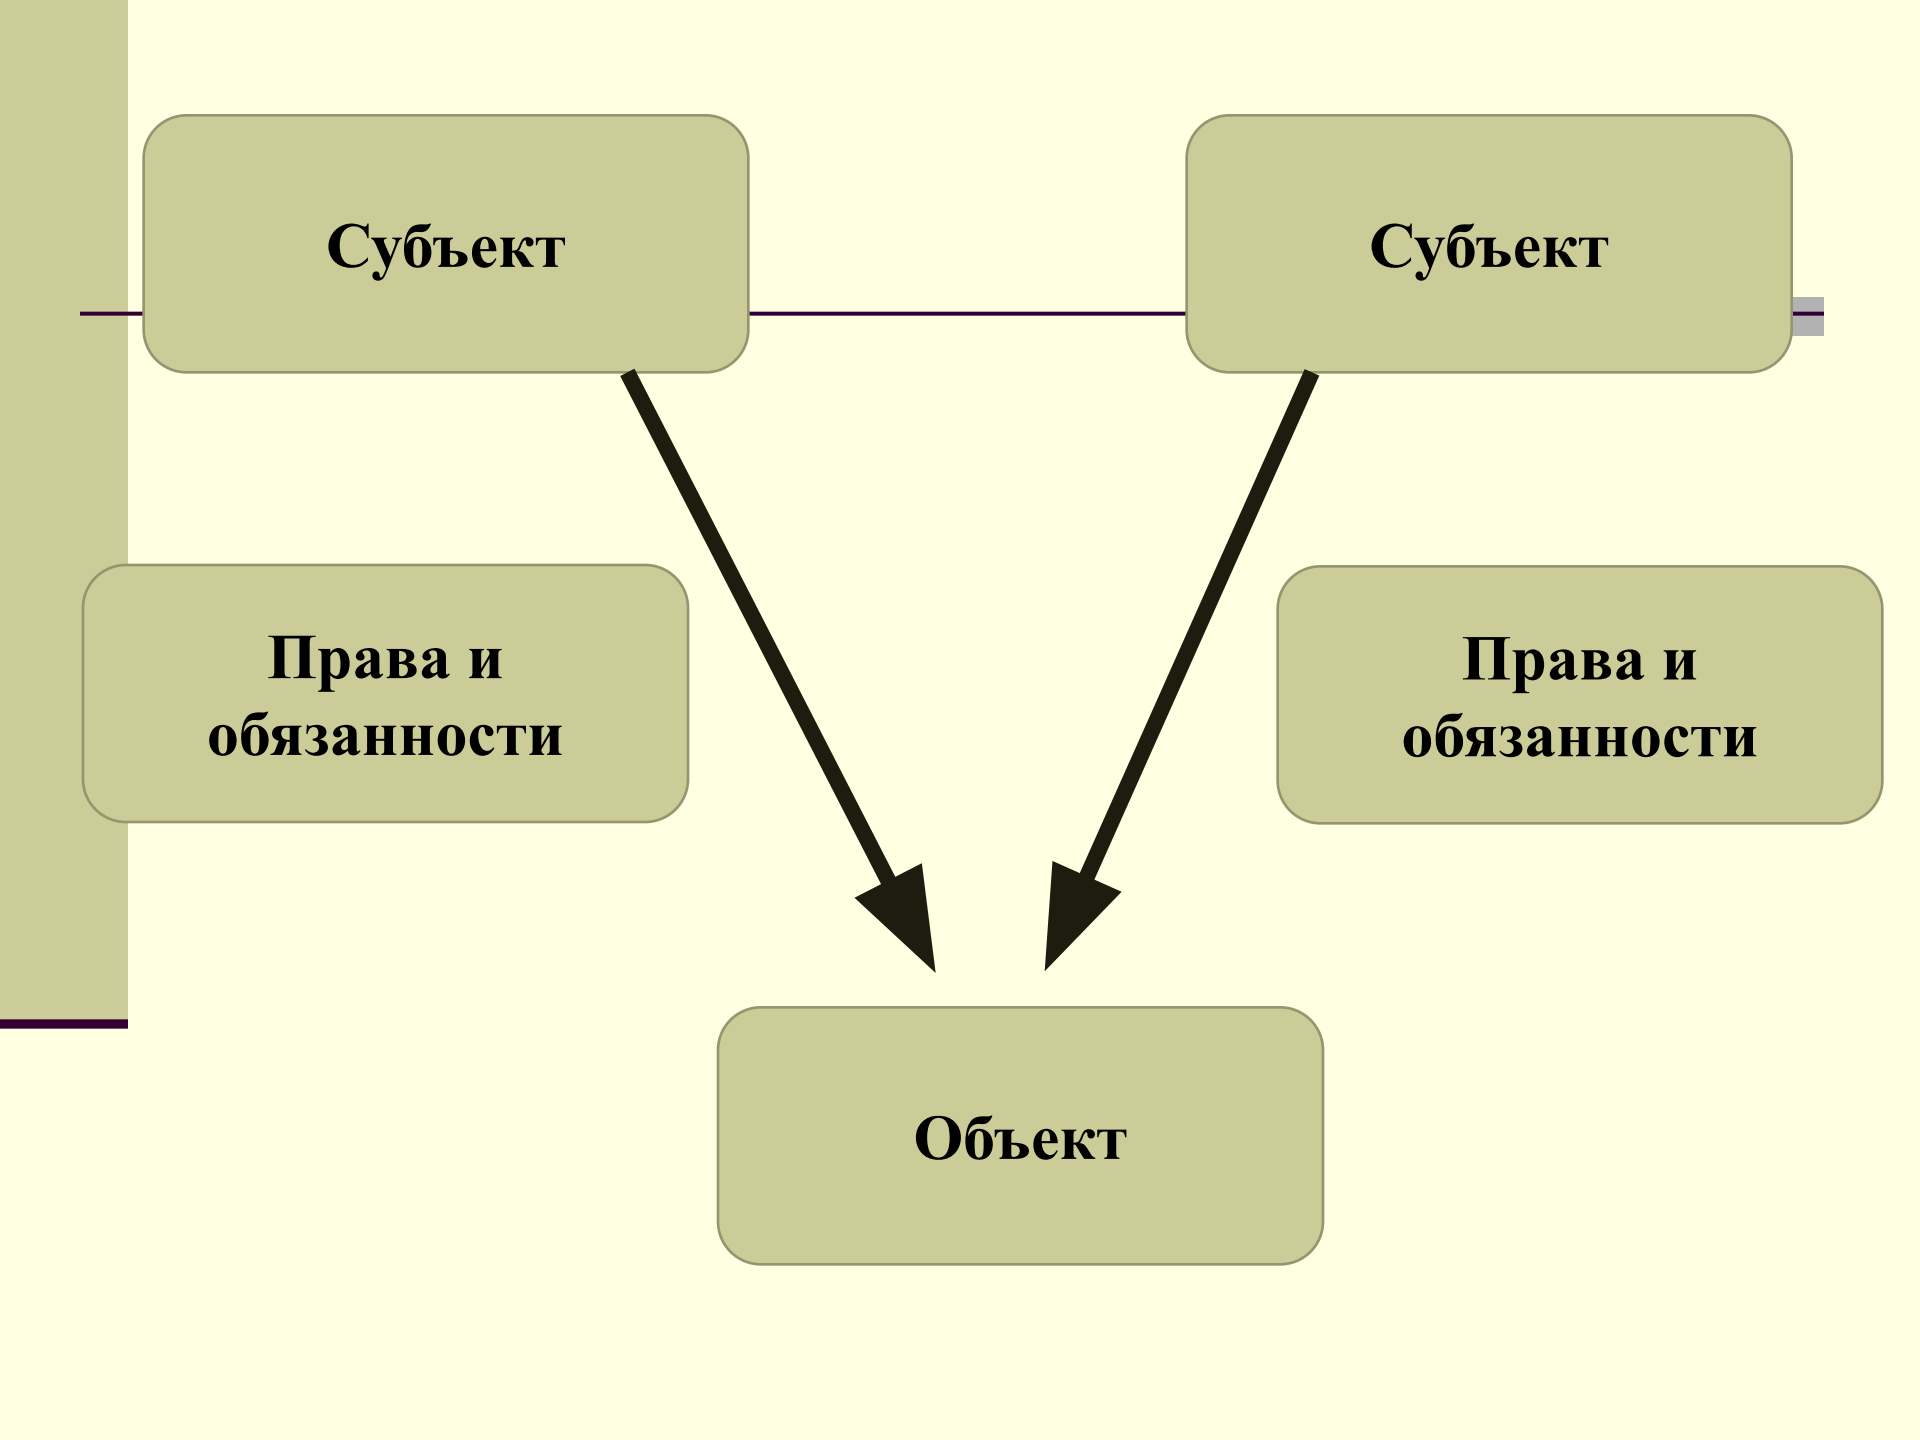 Субъект
Субъект
Права и
обязанности
Права и
обязанности
Объект